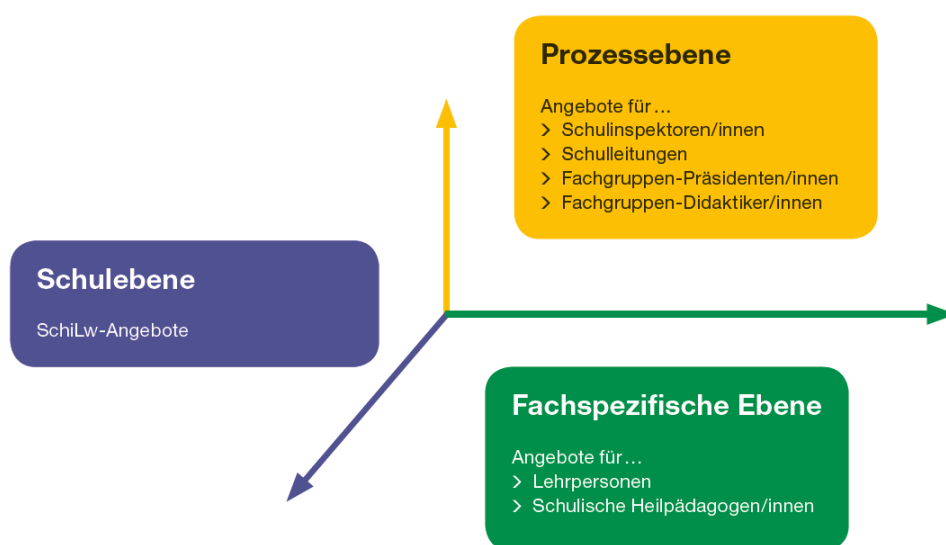 Prozessebene
Angebote für…
> Schulinspektoren/innen
> Schulleitungen
> Fachgruppen-Präsidenten/innen
> Fachgruppen-Didaktiker/innen
Schulebene
SchiLw-Angebote
Fachspezifische Ebene
Angebote für…
> Lehrpersonen
> Schulische Heilpädagogen/innen